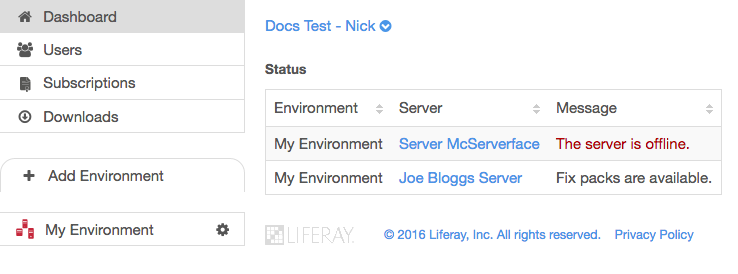 Dashboard
Users
Subscriptions
Downloads
Add Environment
My Environment
Docs Test - Nick
Status
Environment Server Message
My Environment Server McServerface The server is offline.
My Environment Joe Bloggs Server Fix packs are available.
LIFERAY. © 2016 Liferay, Inc. All rights reserved. Privacy Policy